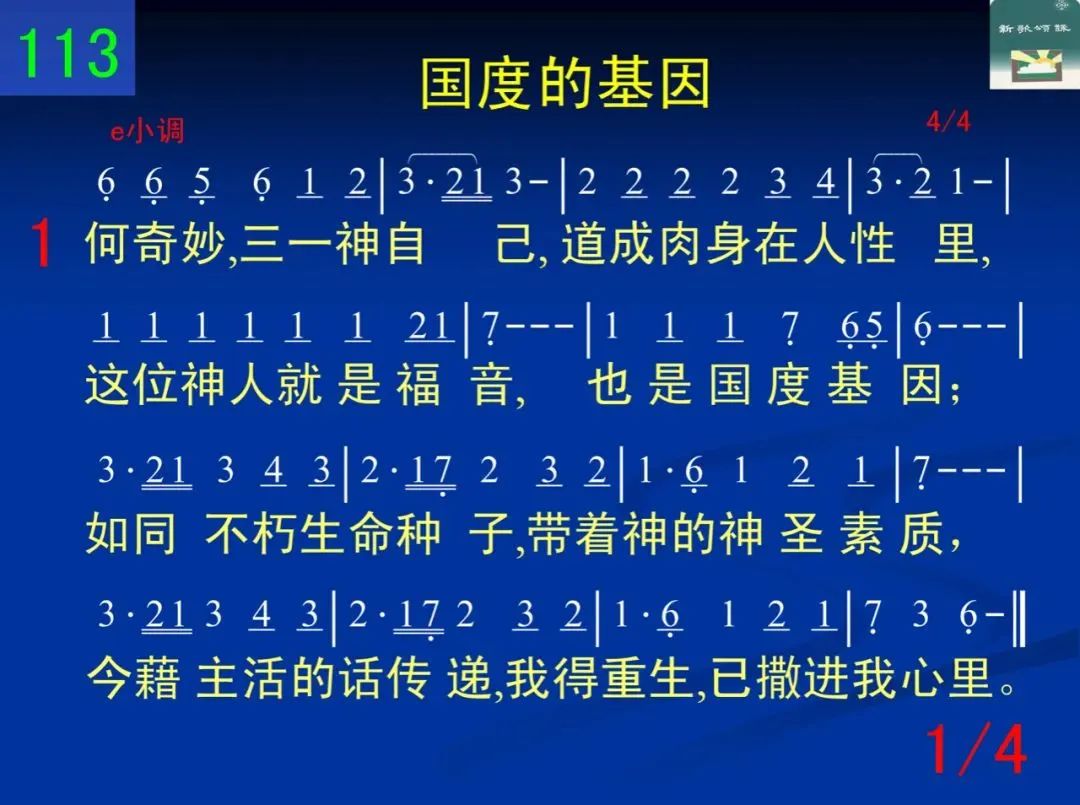 113
新歌颂咏
国度的基因
e小调
4/4
6̣ 6̣ 5̣ 6̣ 1 2|3·21 3-|2 2 2 2 3 4|3·2 1-|
1
何奇妙,三一神自 己,道成肉身在人性 里,
1 1 1 1 1 1 21|7̣---|1 1 1 7̣ 6̣5̣|6̣---|
这位神人就是福 音, 也是国度基 因;
3·21 3 4 3|2·17̣ 2 3 2|1·6̣ 1 2 1|7̣---|
如同 不朽生命种 子,带着神的神圣素质,
3·21 3 4 3|2·17̣ 2 3 2|1·6̣ 1 2 1|7̣ 3 6̣-‖
今藉 主活的话传 递,我得重生,已撒进我心里。
1/4